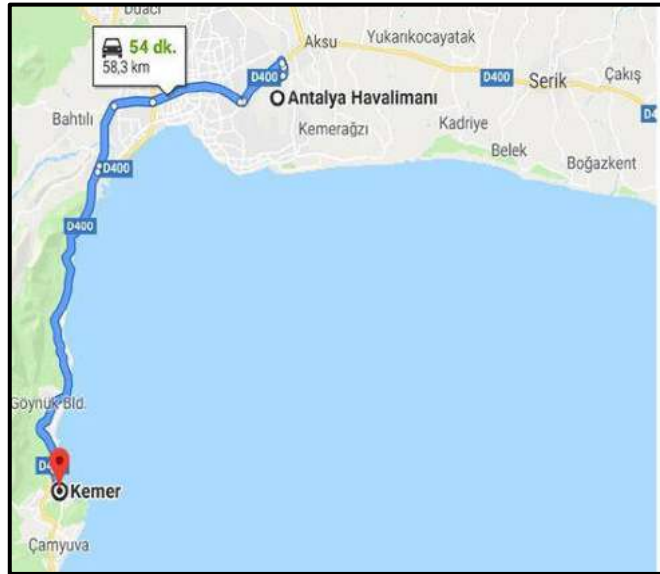 Duacı
54 dk.
58,3 km
Aksu
Yukarıkocayatak
D400
D400
Serik
Çakış
Antalya Havalimanı
Bahtılı
Kemerağzı
Kadriye
Belek
Boğazkent
D400
D400
Göynük Bld.
Kemer
Çamyuva